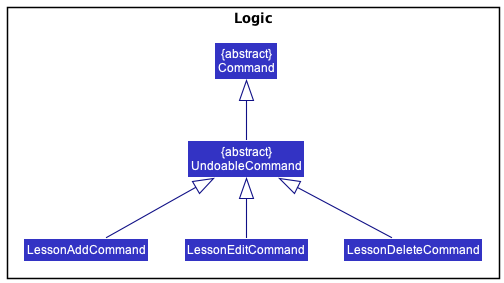 Logic
{abstract}
Command
{abstract}
UndoableCommand
LessonAddCommand
LessonEditCommand
LessonDeleteCommand